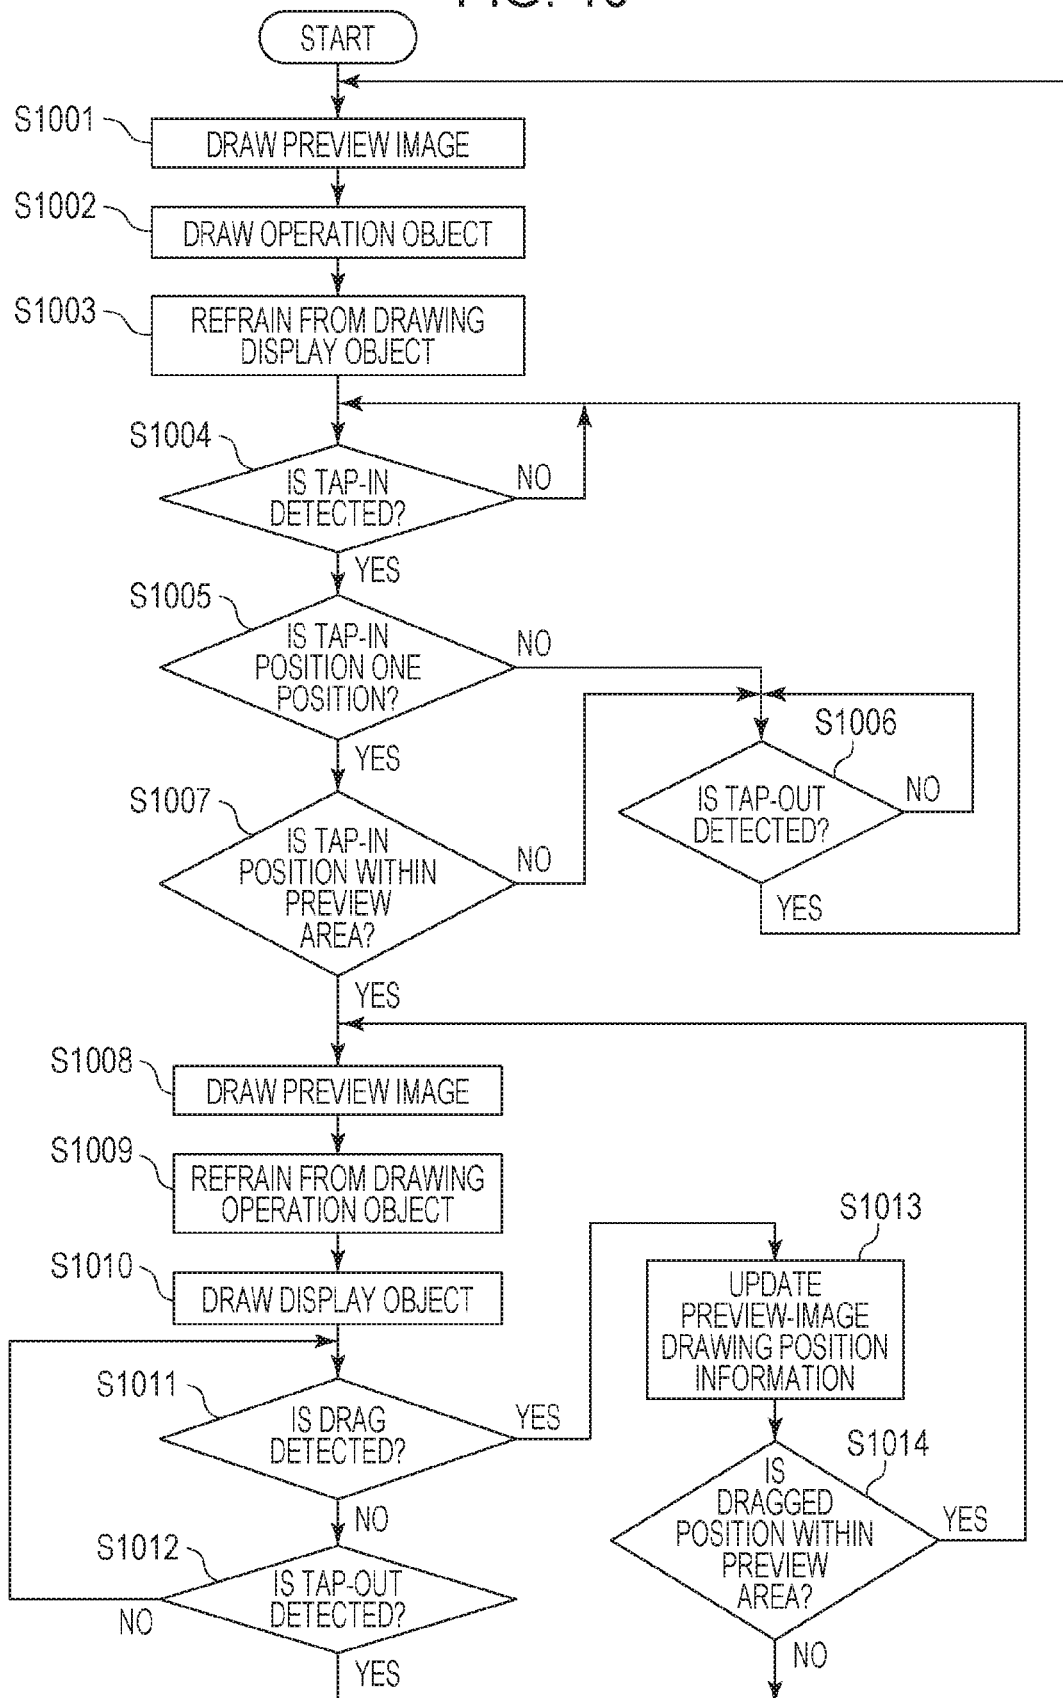 START
S1001
DRAW PREVIEW IMAGE
S1002
DRAW OPERATION OBJECT
S1003
REFRAIN FROM DRAWING
DISPLAY OBJECT
S1004
IS TAP-IN
DETECTED?
NO
YES
S1005
IS TAP-IN
POSITION ONE
POSITION?
NO
YES
S1006
IS TAP-OUT
DETECTED?
NO
YES
S1007
IS TAP-IN
POSITION WITHIN
PREVIEW
AREA?
NO
YES
S1008
DRAW PREVIEW IMAGE
S1009
REFRAIN FROM DRAWING
OPERATION OBJECT
S1010
DRAW DISPLAY OBJECT
S1011
IS DRAG
DETECTED?
YES
NO
S1012
IS TAP-OUT
DETECTED?
NO
YES
S1013
UPDATE
PREVIEW-IMAGE
DRAWING POSITION
INFORMATION
S1014
IS
DRAGGED
POSITION WITHIN
PREVIEW
AREA?
YES
NO